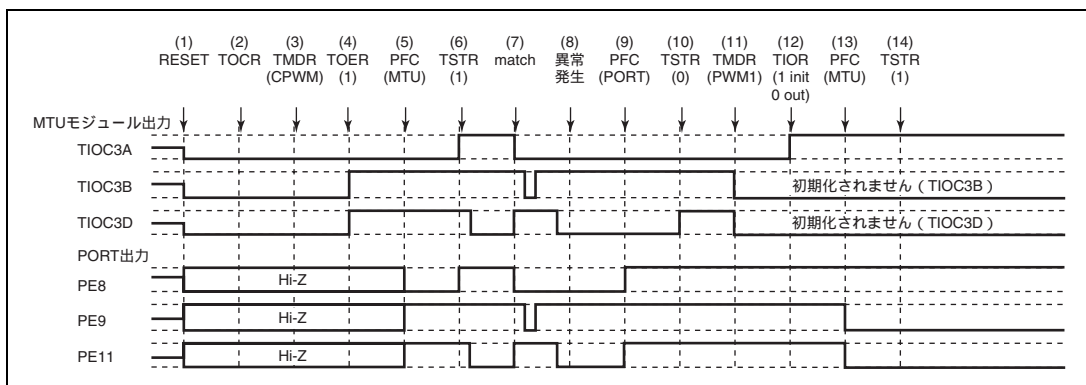 (1) (2) (3) (4) (5) (6) (7) (8) (9) (10) (11) (12) (13) (14)
RESET TOCR TMDR TOER PFC TSTR match 異常 PFC TSTR TMDR TIOR PFC TSTR
(CPWM) (1) (MTU) (1) 発生 (PORT) (0) (PWM1) (1 init (MTU) (1)
0 out)
MTUモジュール出力
TIOC3A
TIOC3B 初期化されません(TIOC3B)
TIOC3D 初期化されません(TIOC3D)
PORT出力
PE8 Hi-Z
PE9 Hi-Z
PE11 Hi-Z